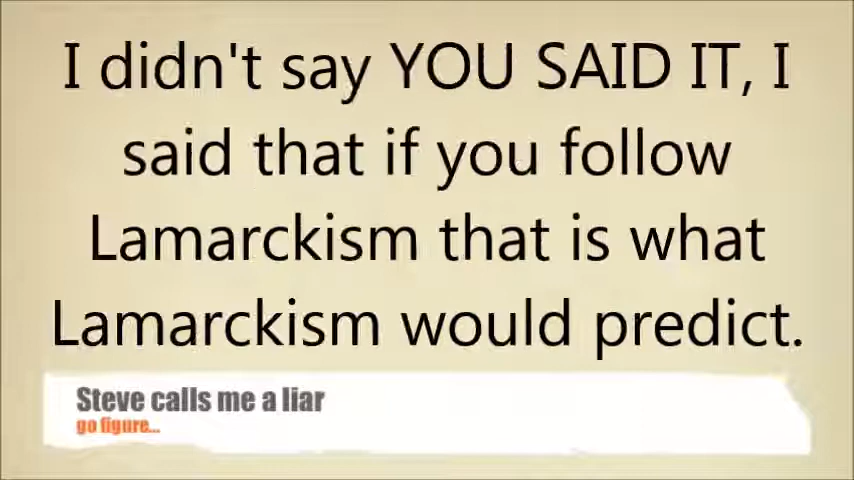 I didn't say YOU SAID IT, I
said that if you follow
Lamarckism that is what
Lamarckism would predict.
Steve calls me a liar
go figure...